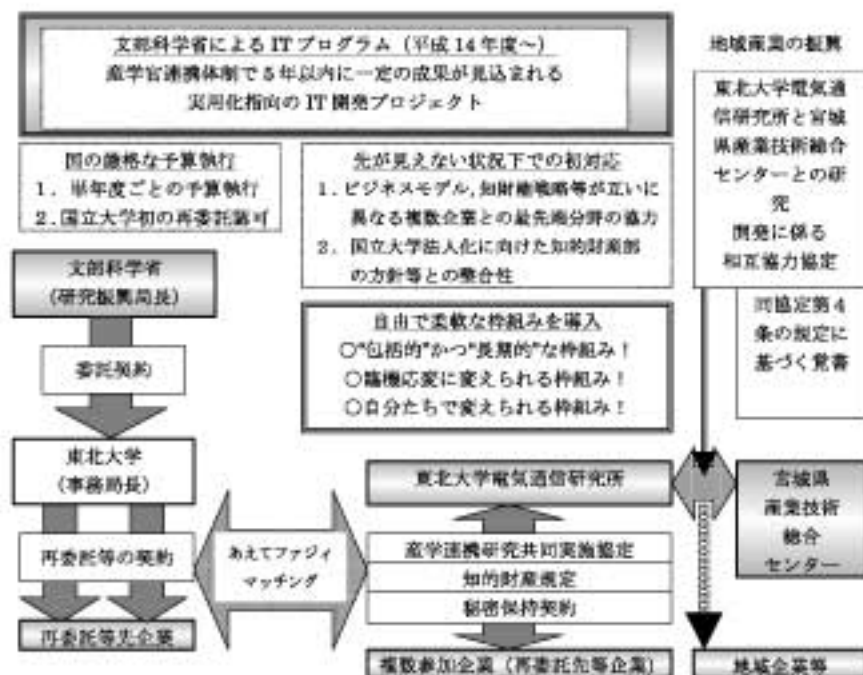 文部科学省によるITプログラム（平成14年度～）
産学官連携体制で5年以内に一定の成果が見込まれる
実用化指向のIT開発プロジェクト
地域産業の振興
東北大学電気通
信研究所と宮城
県産業技術総合
センターとの研
究
開発に係る
相互協力協定
国の厳格な予算執行
1．単年度ごとの予算執行
2．国立大学初の再委託認可
先が見えない状況下での初対応
1．ビジネスモデル,知財権戦略等が互いに
異なる複数企業との最先端分野の協力
2．国立大学法人化に向けた知的財産部
の方針等との整合性
文部科学省
（研究振興局長）
同協定第4
条の規定に
基づく覚書
自由で柔軟な枠組みを導入
○“包括的”かつ“長期的”な枠組み！
○臨機応変に変えられる枠組み！
○自分たちで変えられる枠組み！
委託契約
東北大学
（事務局長）
東北大学電気通信研究所
宮城県
産業技術
総合
センター
再委託等の契約
あえてファジィ
マッチング
産学連携研究共同実施協定
知的財産規定
秘密保持契約
再委託等先企業
複数参加企業（再委託先等企業）
地域企業等